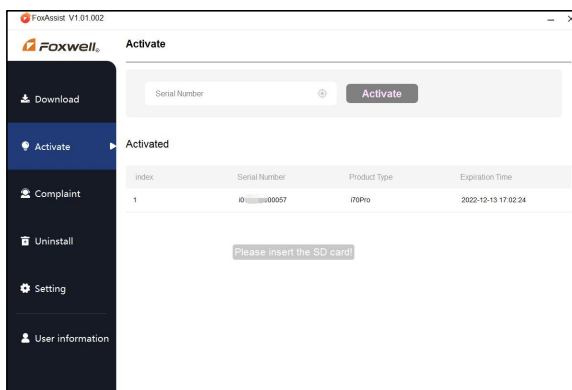 FoxAssist V1.01.002
FOXWELL®
Activate
Download
Serial Number
Activate
Activate
Activated
index Serial Number Product Type Expiration Time
1 i0 00057 i70Pro 2022-12-13 17:02:24
Complaint
Uninstall
Please insert the SD card!
Setting
User information